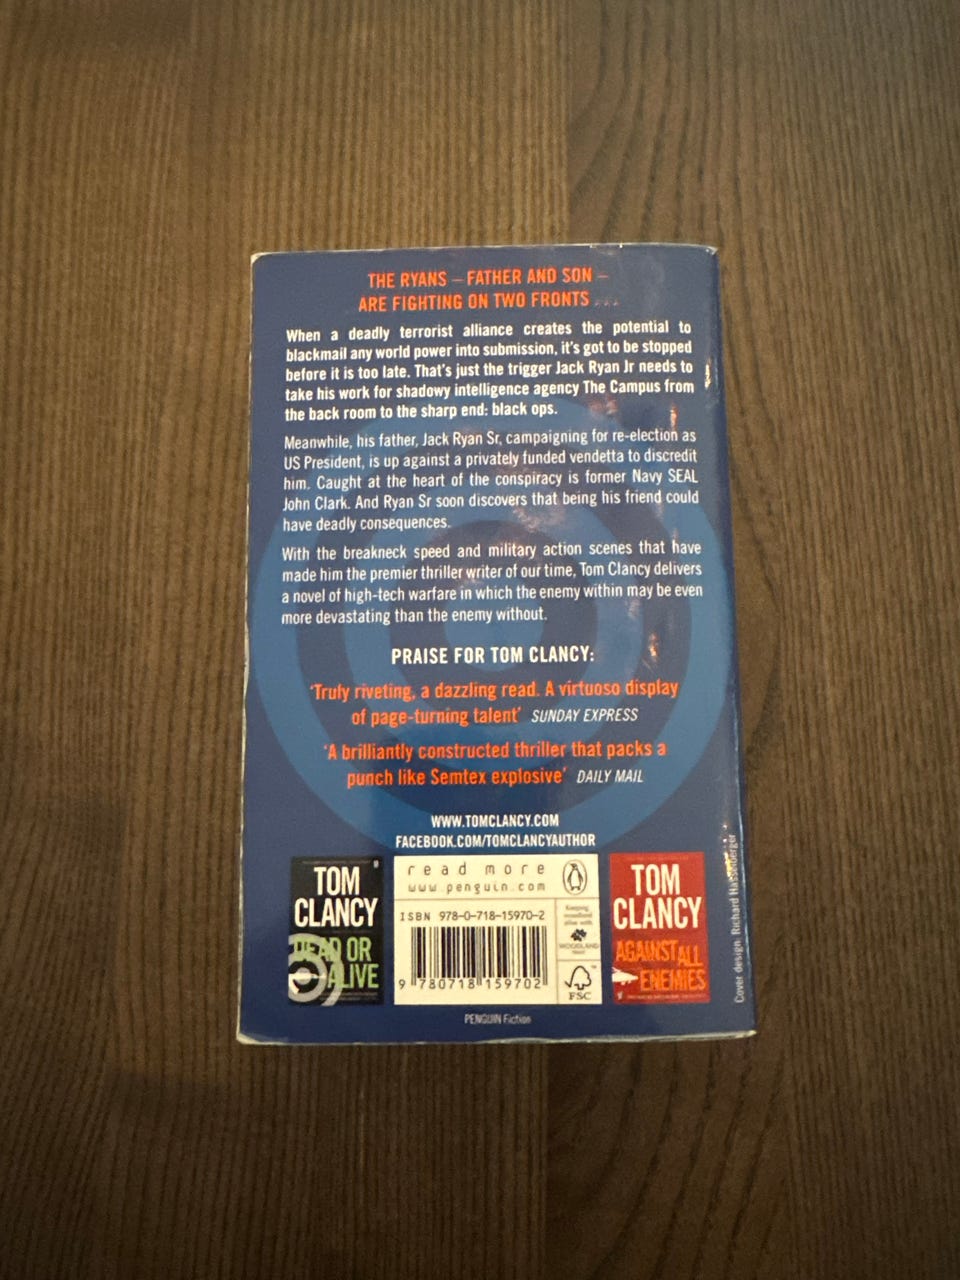 THE RYANS – FATHER AND SON –
ARE FIGHTING ON TWO FRONTS . . .
When a deadly terrorist alliance creates the potential to
blackmail any world power into submission, it's got to be stopped
before it is too late. That's just the trigger Jack Ryan Jr needs to
take his work for shadowy intelligence agency The Campus from
the back room to the sharp end: black ops.
Meanwhile, his father, Jack Ryan Sr, campaigning for re-election as
US President, is up against a privately funded vendetta to discredit
him. Caught at the heart of the conspiracy is former Navy SEAL
John Clark. And Ryan Sr soon discovers that being his friend could
have deadly consequences.
With the breakneck speed and military action scenes that have
made him the premier thriller writer of our time, Tom Clancy delivers
a novel of high-tech warfare in which the enemy within may be even
more devastating than the enemy without.
PRAISE FOR TOM CLANCY:
'Truly riveting, a dazzling read. A virtuoso display
of page-turning talent' SUNDAY EXPRESS
'A brilliantly constructed thriller that packs a
punch like Semtex explosive' DAILY MAIL
WWW.TOMCLANCY.COM
FACEBOOK.COM/TOMCLANCYAUTHOR
TOM
CLANCY
DEAD OR
ALIVE
read more
www.penguin.com
ISBN 978-0-718-15970-2
9 780718 159702
Keeping
woodland
alive with
WOODLAND
TRUST
FSC
TOM
CLANCY
AGAINST ALL
ENEMIES
PENGUIN Fiction
Cover design: Richard Hasselberger